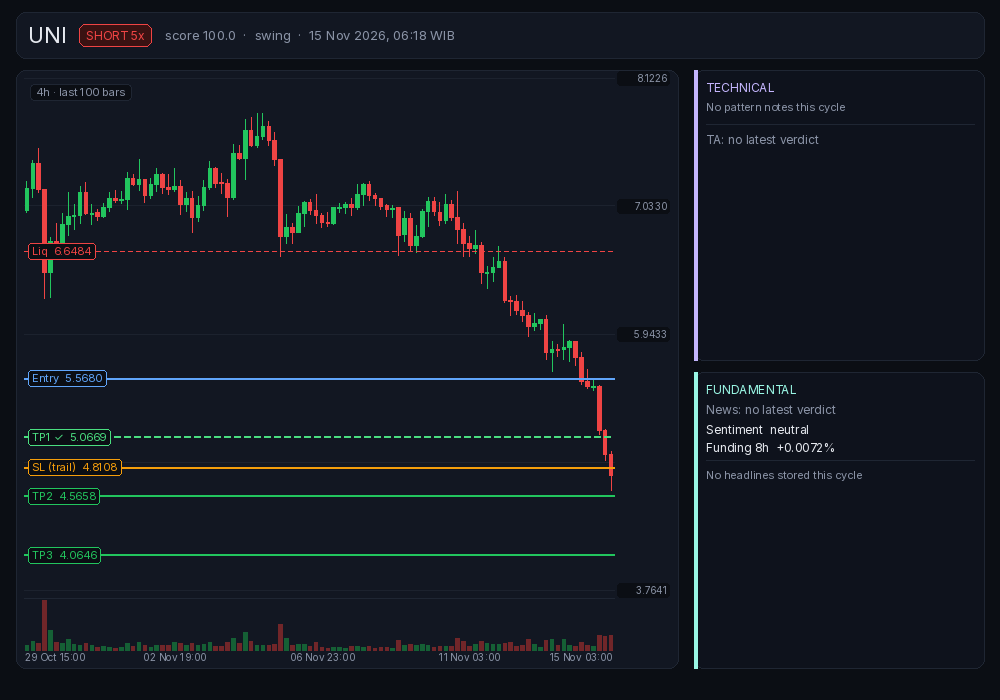 UNI SHORT 5x score 100.0 · swing · 15 Nov 2026, 06:18 WIB
4h · last 100 bars
8.1226
7.0330
Liq 6.6484
5.9433
Entry 5.5680
TP1 ✓ 5.0669
SL (trail) 4.8108
TP2 4.5658
TP3 4.0646
3.7641
29 Oct 15:00 02 Nov 19:00 06 Nov 23:00 11 Nov 03:00 15 Nov 03:00
TECHNICAL
No pattern notes this cycle
TA: no latest verdict
FUNDAMENTAL
News: no latest verdict
Sentiment neutral
Funding 8h +0.0072%
No headlines stored this cycle